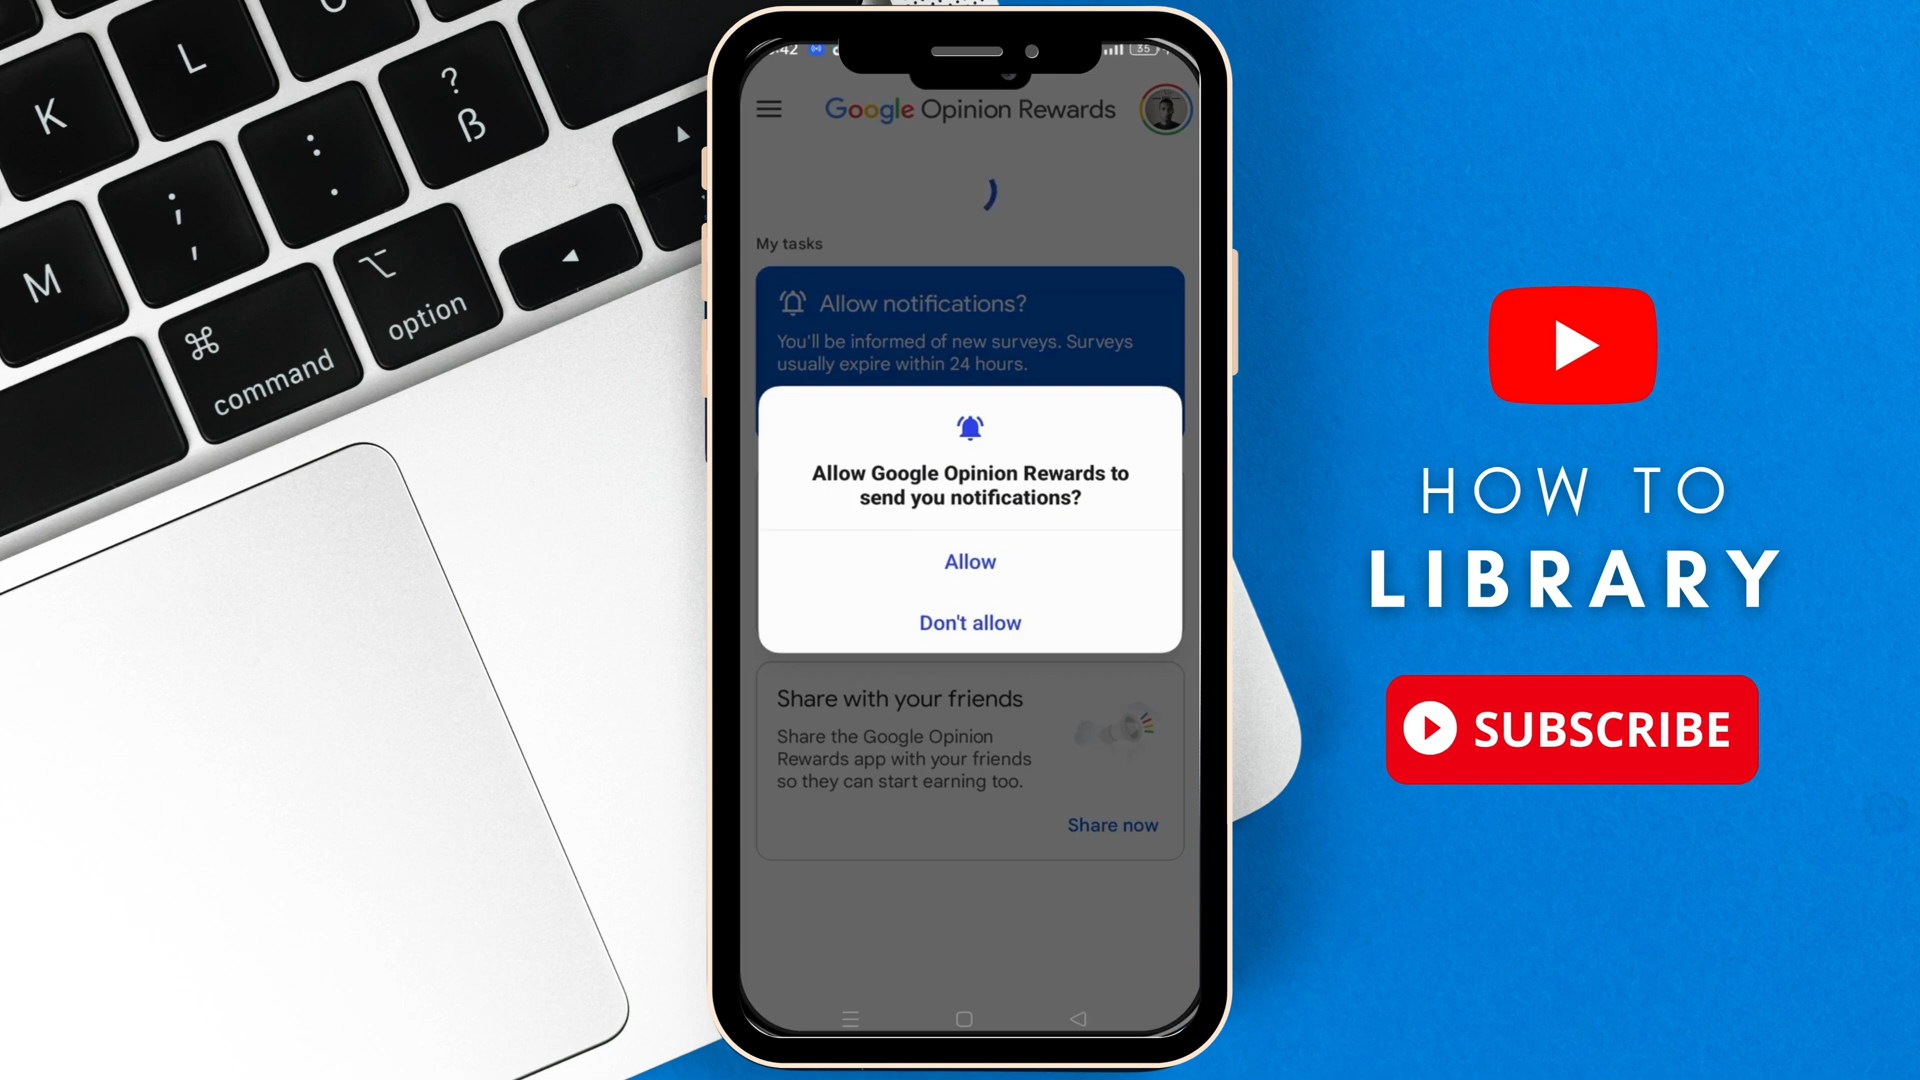 K
L
?
ß
:
.
;
,
M
⌘
command
⌥
option
35
Google Opinion Rewards
My tasks
Allow notifications?
You'll be informed of new surveys. Surveys
usually expire within 24 hours.
Allow Google Opinion Rewards to
send you notifications?
Allow
Don't allow
Share with your friends
Share the Google Opinion
Rewards app with your friends
so they can start earning too.
Share now
HOW TO
LIBRARY
SUBSCRIBE